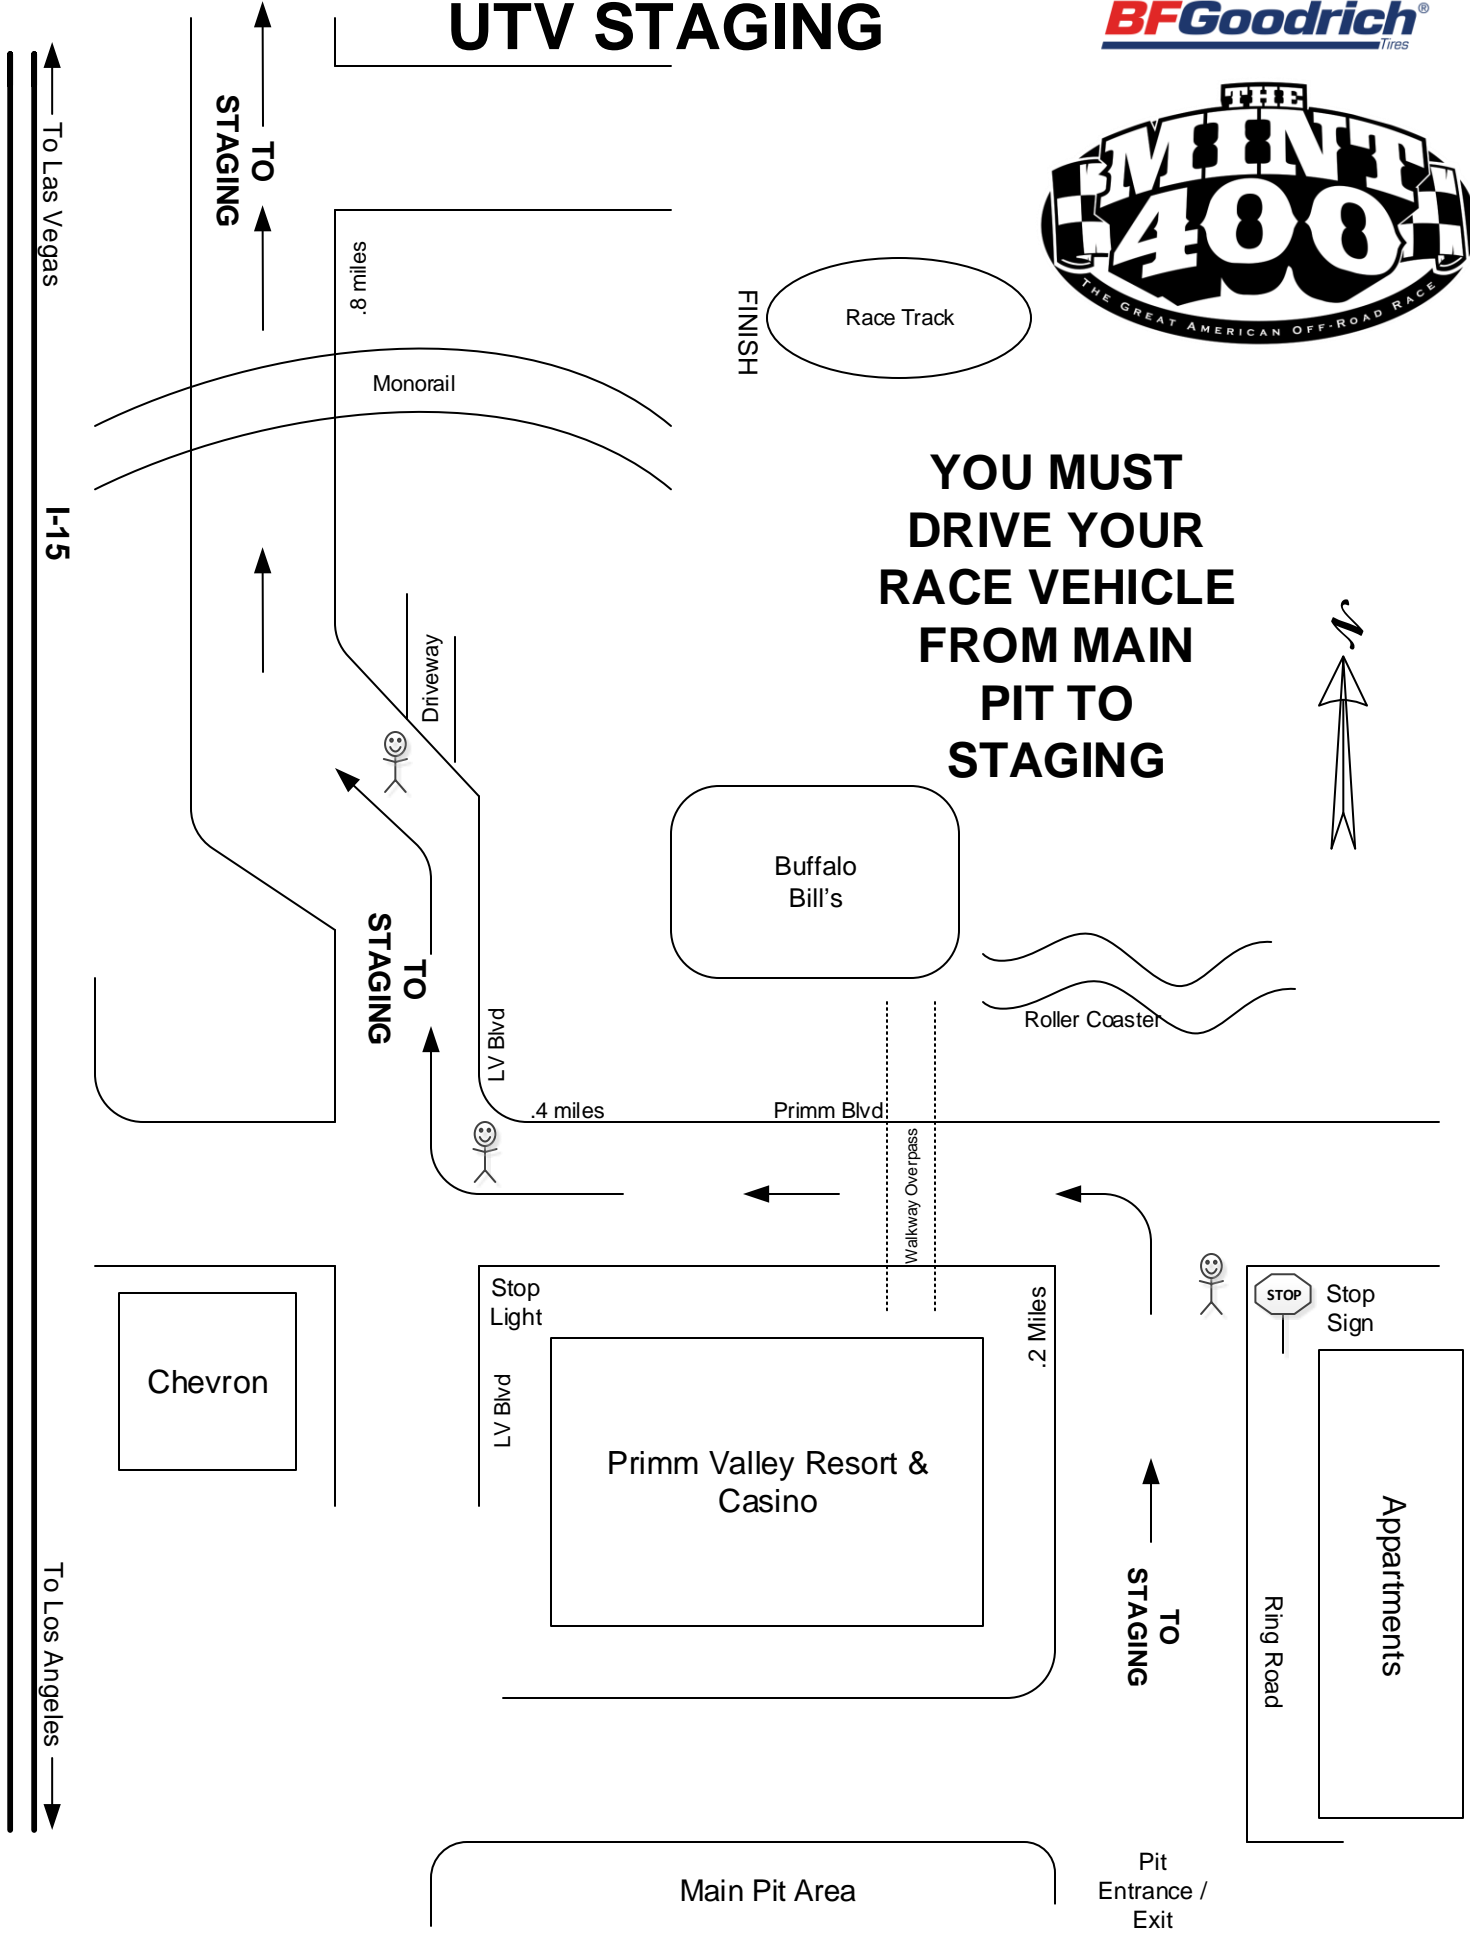 UTV STAGING
BFGoodrich®
Tires
THE
MINT
400
THE GREAT AMERICAN OFF-ROAD RACE
To Las Vegas
TO
STAGING
.8 miles
FINISH
Race Track
Monorail
I-15
YOU MUST
DRIVE YOUR
RACE VEHICLE
FROM MAIN
PIT TO
STAGING
N
Driveway
Buffalo
Bill's
TO
STAGING
LV Blvd
Roller Coaster
.4 miles
Primm Blvd
Walkway Overpass
Stop
Light
.2 Miles
STOP
Stop
Sign
Chevron
LV Blvd
Primm Valley Resort &
Casino
TO
STAGING
Ring Road
Appartments
To Los Angeles
Main Pit Area
Pit
Entrance /
Exit